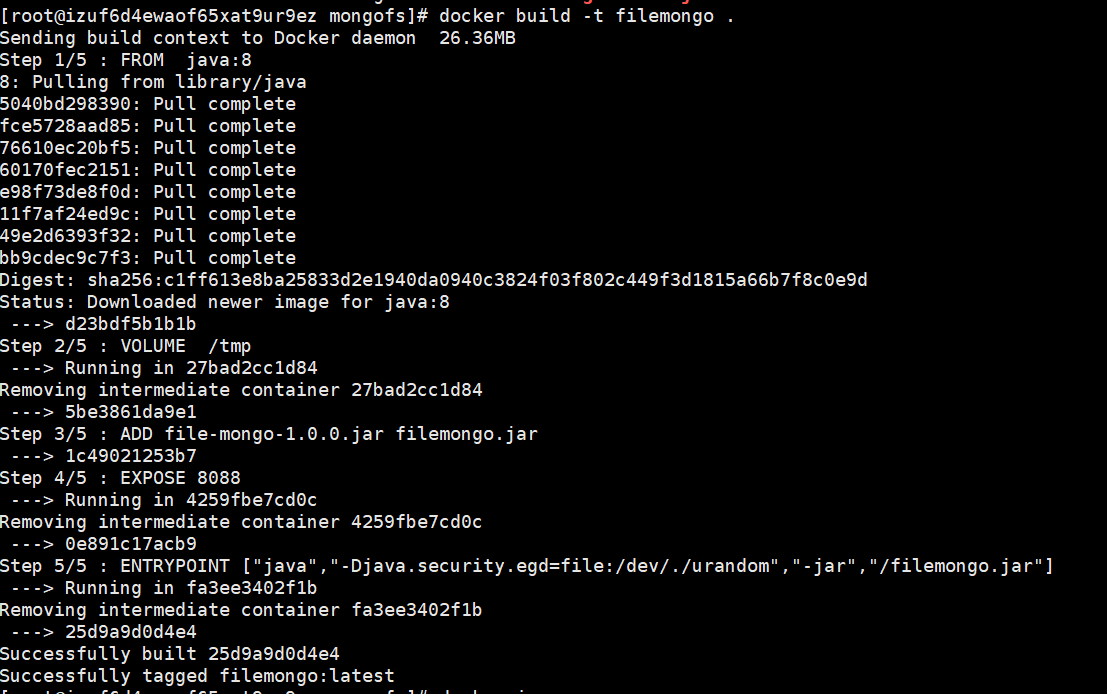 [root@izuf6d4ewaof65xat9ur9ez mongofs]# docker build -t filemongo .
Sending build context to Docker daemon  26.36MB
Step 1/5 : FROM  java:8
8: Pulling from library/java
5040bd298390: Pull complete
fce5728aad85: Pull complete
76610ec20bf5: Pull complete
60170fec2151: Pull complete
e98f73de8f0d: Pull complete
11f7af24ed9c: Pull complete
49e2d6393f32: Pull complete
bb9cdec9c7f3: Pull complete
Digest: sha256:c1ff613e8ba25833d2e1940da0940c3824f03f802c449f3d1815a66b7f8c0e9d
Status: Downloaded newer image for java:8
 ---> d23bdf5b1b1b
Step 2/5 : VOLUME  /tmp
 ---> Running in 27bad2cc1d84
Removing intermediate container 27bad2cc1d84
 ---> 5be3861da9e1
Step 3/5 : ADD file-mongo-1.0.0.jar filemongo.jar
 ---> 1c49021253b7
Step 4/5 : EXPOSE 8088
 ---> Running in 4259fbe7cd0c
Removing intermediate container 4259fbe7cd0c
 ---> 0e891c17acb9
Step 5/5 : ENTRYPOINT ["java","-Djava.security.egd=file:/dev/./urandom","-jar","/filemongo.jar"]
 ---> Running in fa3ee3402f1b
Removing intermediate container fa3ee3402f1b
 ---> 25d9a9d0d4e4
Successfully built 25d9a9d0d4e4
Successfully tagged filemongo:latest